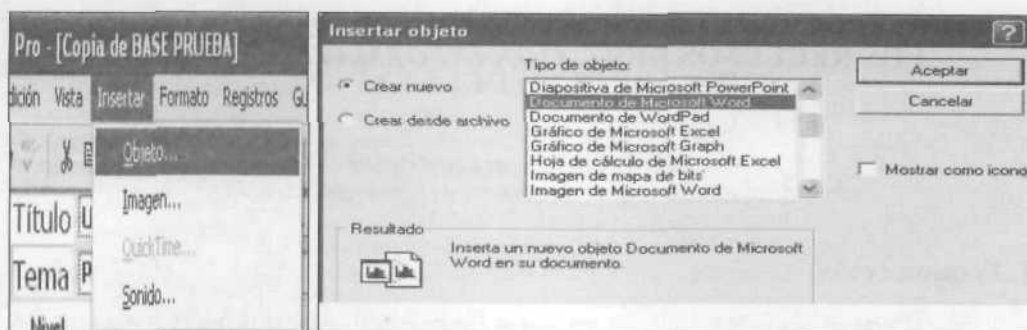 Pro - [Copia de BASE PRUEBA]
dición Vista Insertar Formato Registros Gu
Objeto...
Imagen...
QuickTime...
Sonido...
Título U
Tema P
Nivel
Insertar objeto
?
Tipo de objeto:
Crear nuevo
Crear desde archivo
Diapositiva de Microsoft PowerPoint
Documento de Microsoft Word
Documento de WordPad
Gráfico de Microsoft Excel
Gráfico de Microsoft Graph
Hoja de cálculo de Microsoft Excel
Imagen de mapa de bits
Imagen de Microsoft Word
Aceptar
Cancelar
Mostrar como icono
Resultado
Inserta un nuevo objeto Documento de Microsoft
Word en su documento.